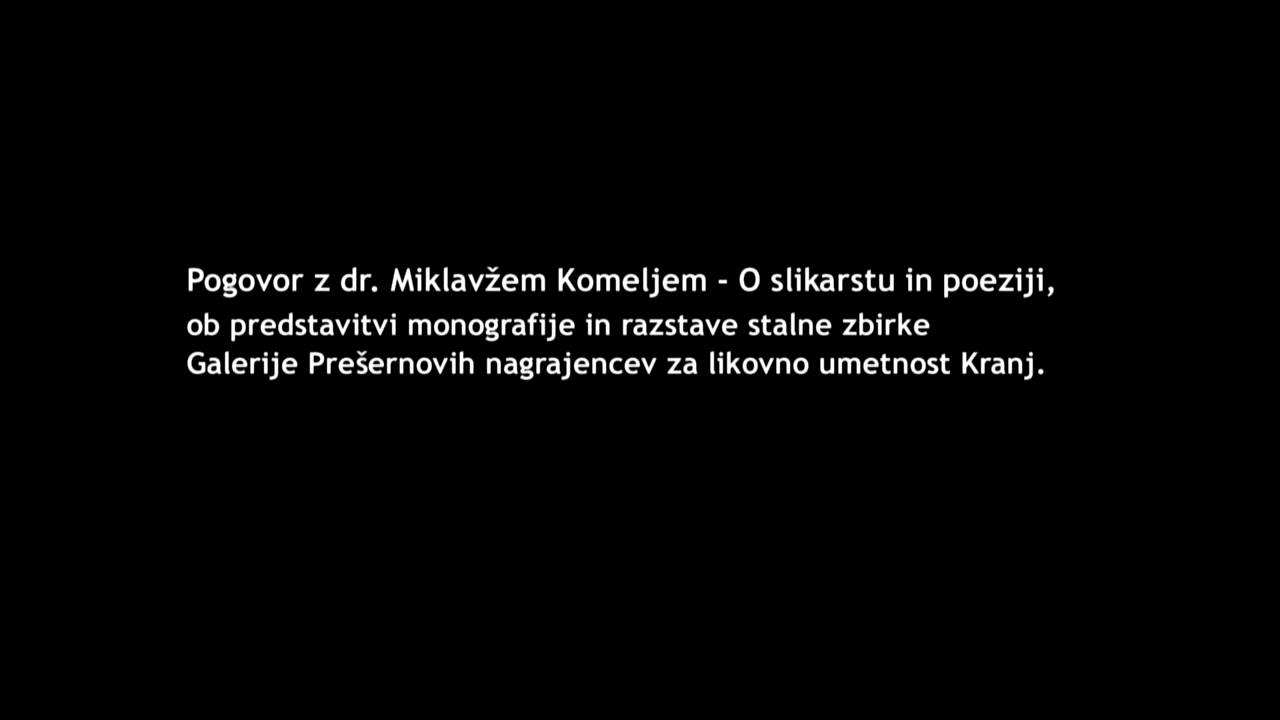 Pogovor z dr. Miklavžem Komeljem - O slikarstu in poeziji,
ob predstavitvi monografije in razstave stalne zbirke
Galerije Prešernovih nagrajencev za likovno umetnost Kranj.